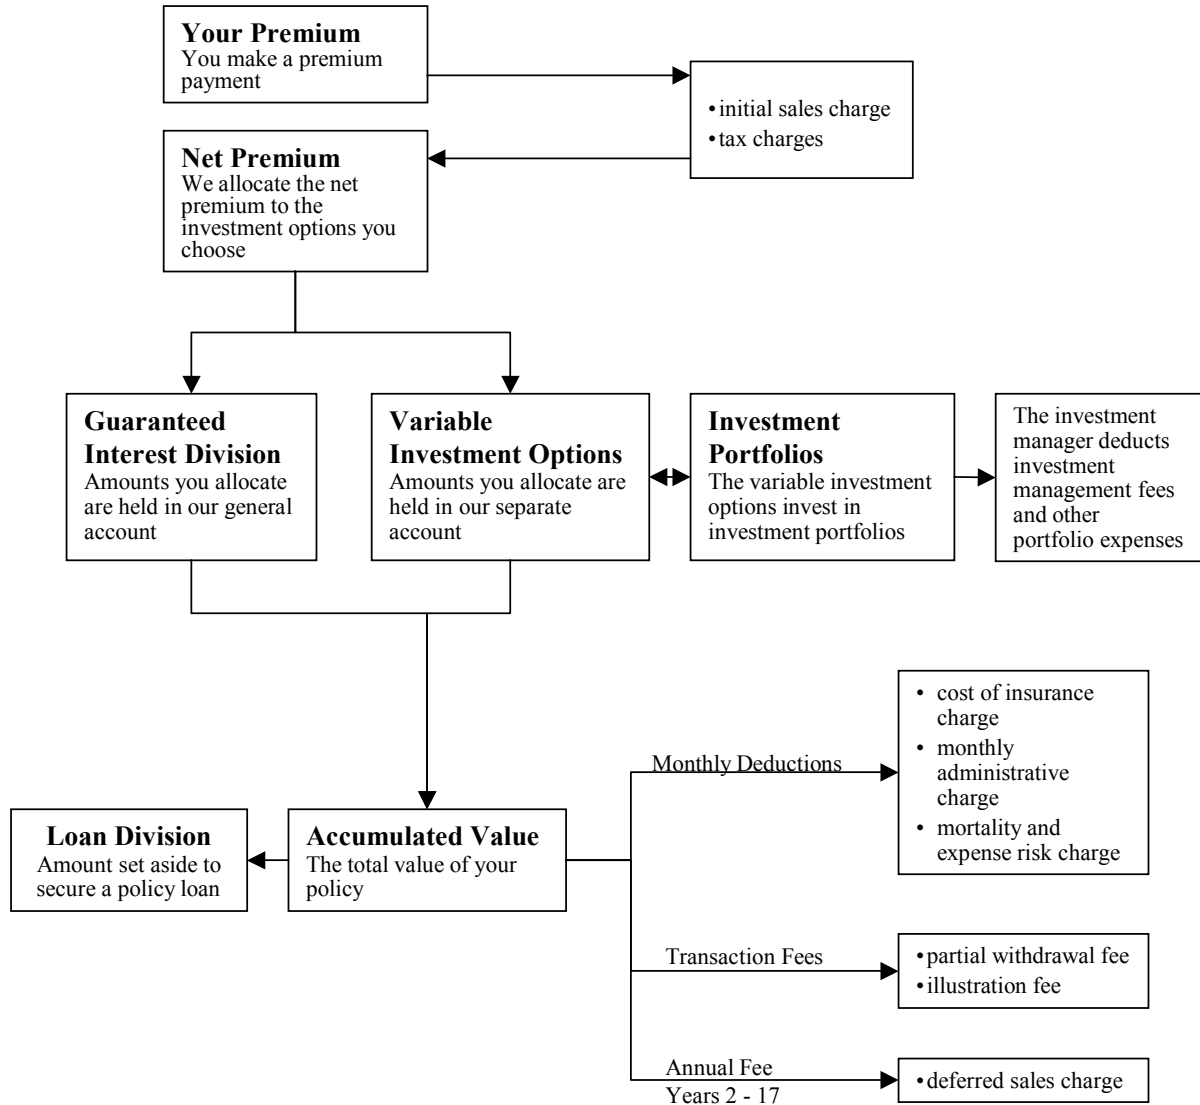 Your Premium
You make a premium
payment
•initial sales charge
•tax charges
Net Premium
We allocate the net
premium to the
investment options you
choose
Guaranteed
Interest Division
Amounts you allocate
are held in our general
account
Variable
Investment Options
Amounts you allocate are
held in our separate
account
Investment
Portfolios
The variable investment
options invest in
investment portfolios
The investment
manager deducts
investment
management fees
and other
portfolio expenses
Loan Division
Amount set aside to
secure a policy loan
Accumulated Value
The total value of your
policy
Monthly Deductions
• cost of insurance
charge
• monthly
administrative
charge
• mortality and
expense risk charge
Transaction Fees
•partial withdrawal fee
•illustration fee
Annual Fee
Years 2 - 17
•deferred sales charge